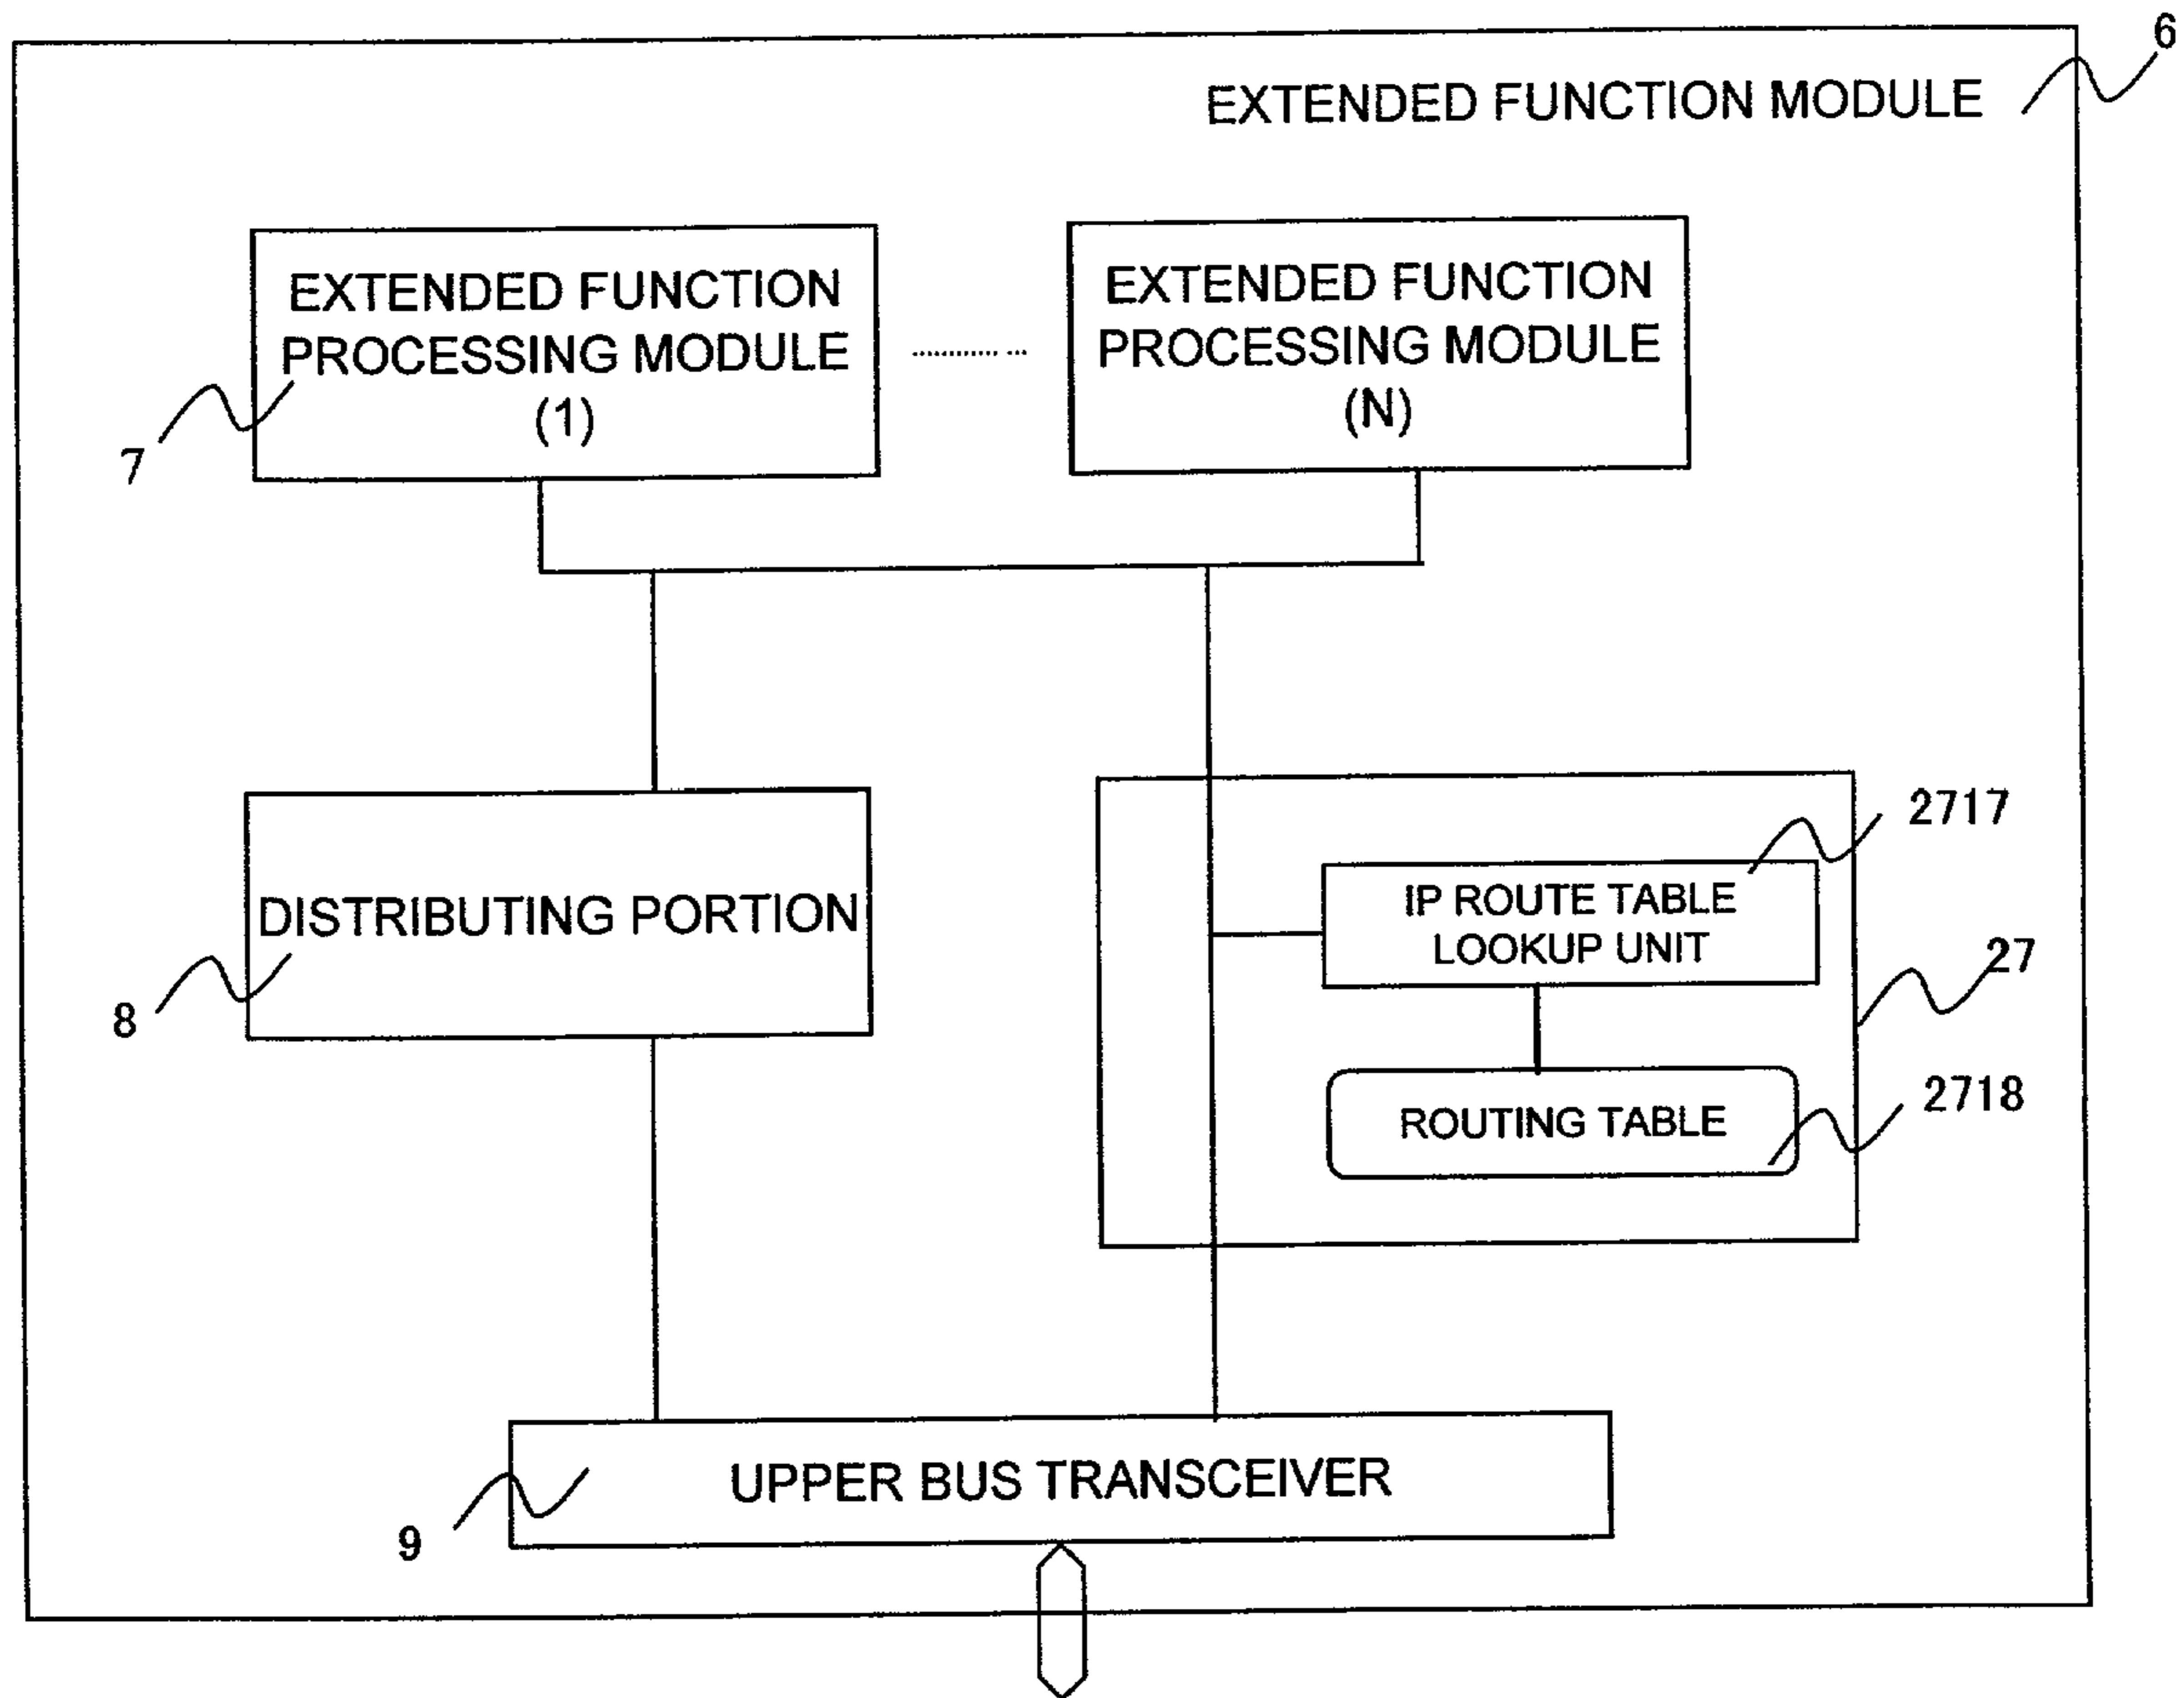 6
EXTENDED FUNCTION MODULE
EXTENDED FUNCTION
PROCESSING MODULE
(1)
7
EXTENDED FUNCTION
PROCESSING MODULE
(N)
DISTRIBUTING PORTION
8
2717
IP ROUTE TABLE
LOOKUP UNIT
27
2718
ROUTING TABLE
UPPER BUS TRANSCEIVER
9